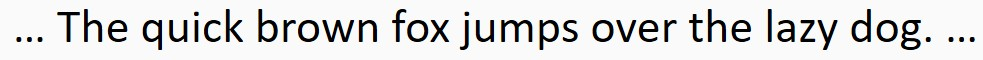 ... The quick brown fox jumps over the lazy dog. ...